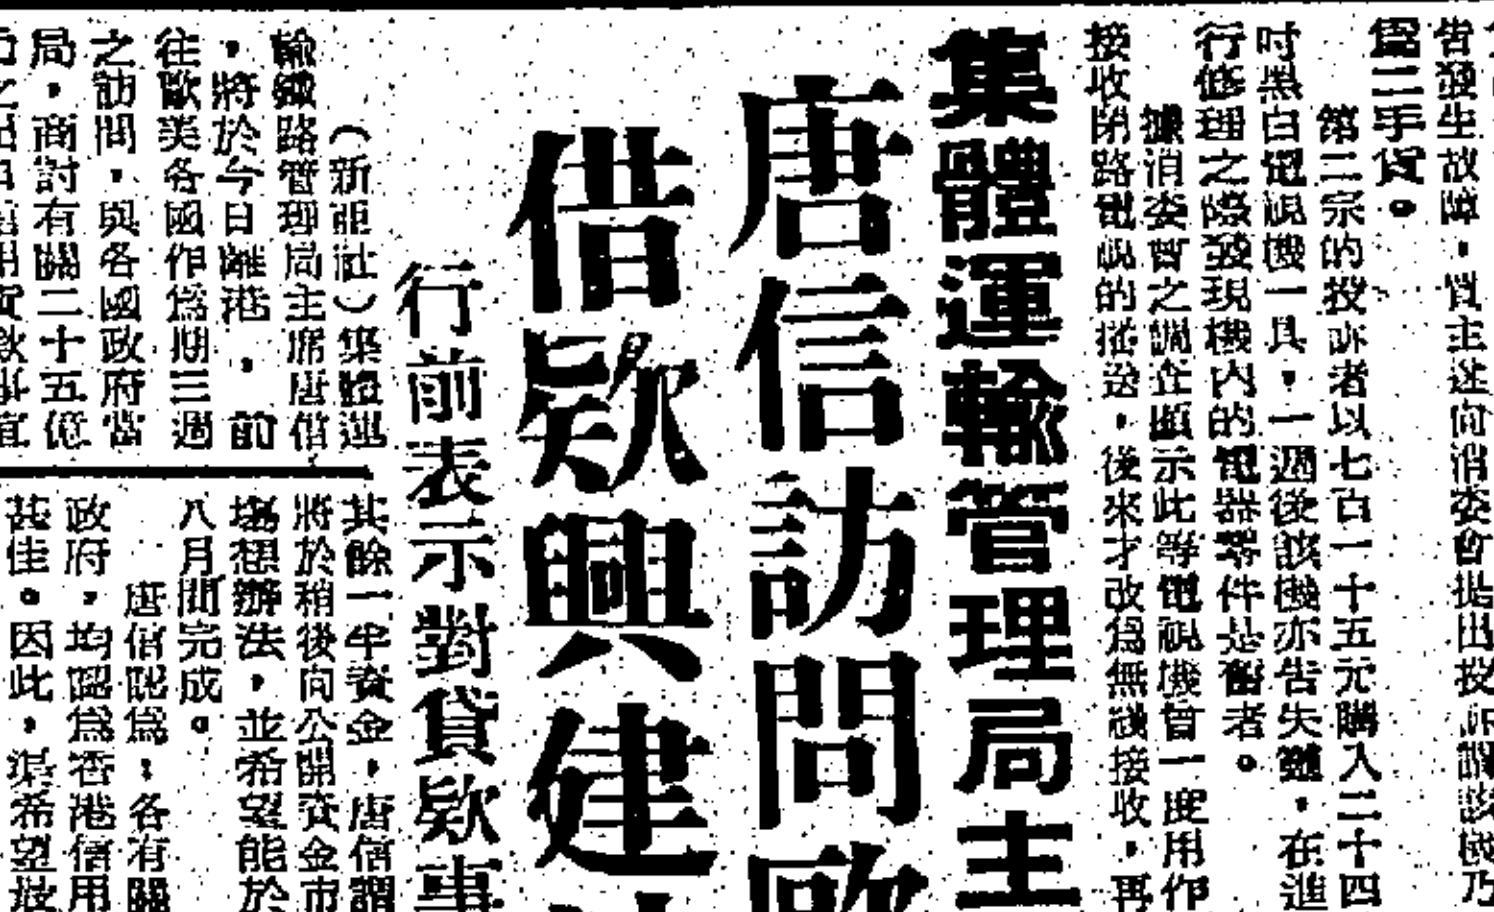 告發生故障，買主遂向消委會提出投訴謂該機乃
舊二手貨。
第二宗的投訴者以七百一十五元購入二十四
吋黑白電視機一具，一週後該機亦告失靈，在進
行修理之際發現機內的電器零件是舊者。
據消委會之調查顯示此等電視機曾一度用作
接收閉路電視的播送，後來才改為無綫接收，再
集體運輸管理局主
唐信訪問歐
借欵興建
行前表示對貸欵事
（新亞社）集體運
輸鐵路管理局主席唐信
，將於今日離港，前
往歐美各國作為期三週
之訪問，與各國政府當
局，商討有關二十五億
其餘一半資金，唐信謂
將於稍後向公開資金市
場想辦法，並希望能於
八月間完成。
唐信認為：各有關
政府，均認為香港信用
甚佳。因此，渠希望彼